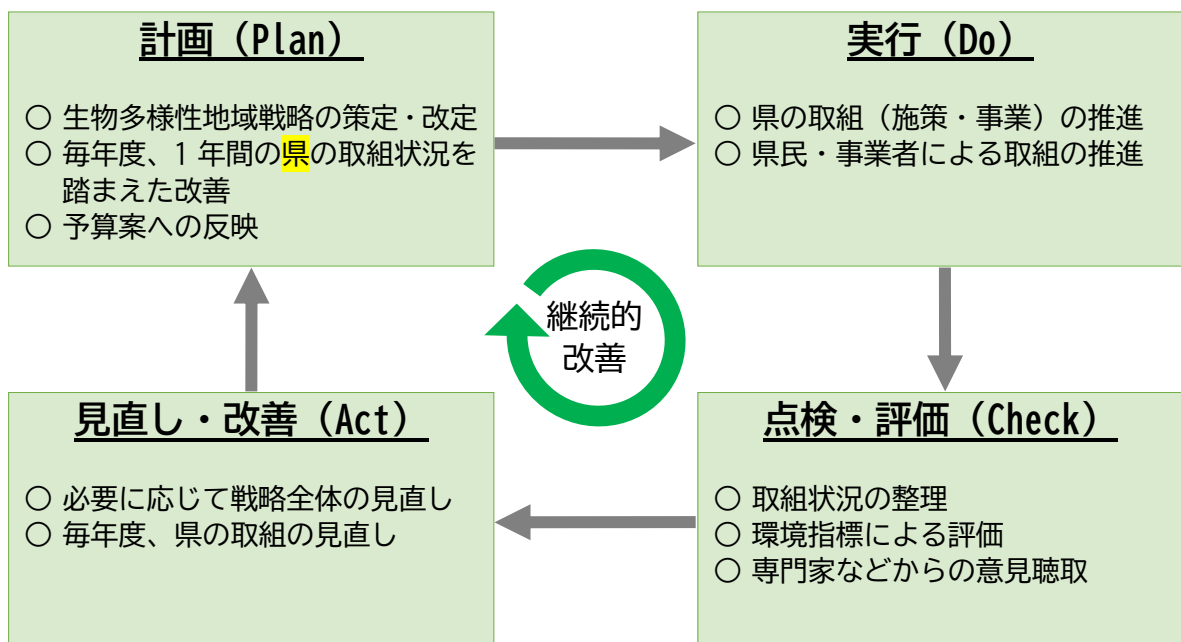 計画（Plan）
○ 生物多様性地域戦略の策定・改定
○ 毎年度、1年間の県の取組状況を
踏まえた改善
○ 予算案への反映
実行（Do）
○ 県の取組（施策・事業）の推進
○ 県民・事業者による取組の推進
継続的
改善
見直し・改善（Act）
○ 必要に応じて戦略全体の見直し
○ 毎年度、県の取組の見直し
点検・評価（Check）
○ 取組状況の整理
○ 環境指標による評価
○ 専門家などからの意見聴取